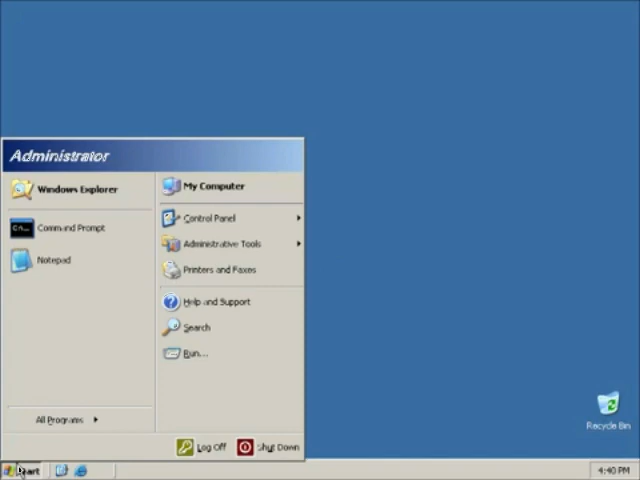 Administrator
Windows Explorer
Command Prompt
Notepad
All Programs
My Computer
Control Panel
Administrative Tools
Printers and Faxes
Help and Support
Search
Run...
Log Off
Shut Down
Recycle Bin
Start
4:40 PM